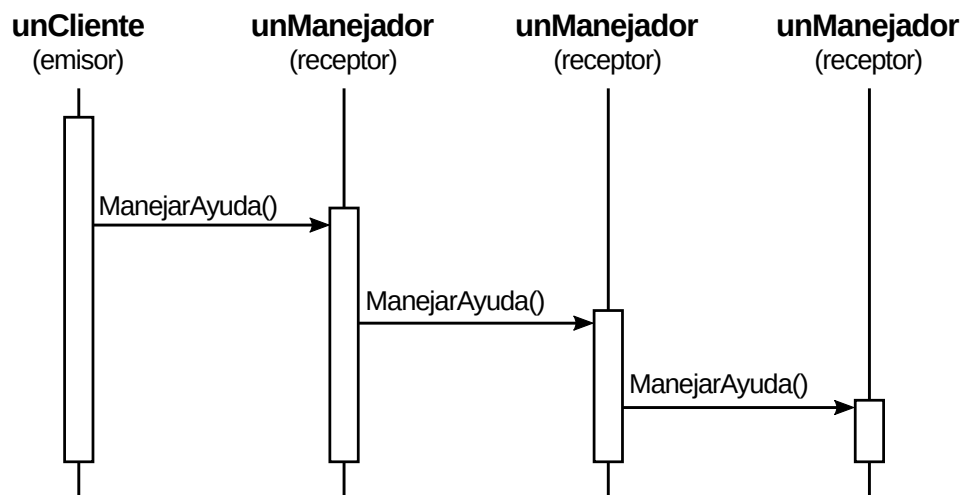 unCliente
(emisor)
unManejador
(receptor)
unManejador
(receptor)
unManejador
(receptor)
ManejarAyuda()
ManejarAyuda()
ManejarAyuda()